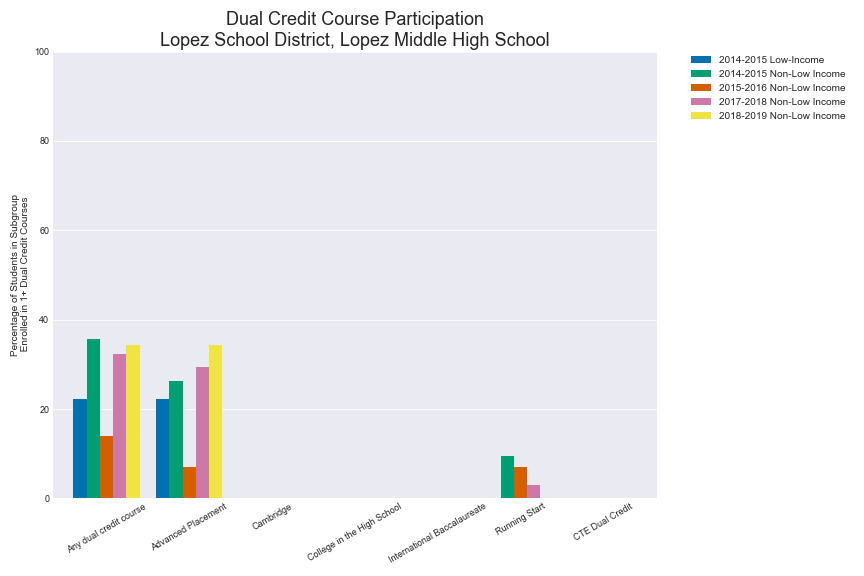 Dual Credit Course Participation
Lopez School District, Lopez Middle High School
2014-2015 Low-Income
2014-2015 Non-Low Income
2015-2016 Non-Low Income
2017-2018 Non-Low Income
2018-2019 Non-Low Income
Percentage of Students in Subgroup
Enrolled in 1+ Dual Credit Courses
100
80
60
40
20
0
Any dual credit course
Advanced Placement
Cambridge
College in the High School
International Baccalaureate
Running Start
CTE Dual Credit